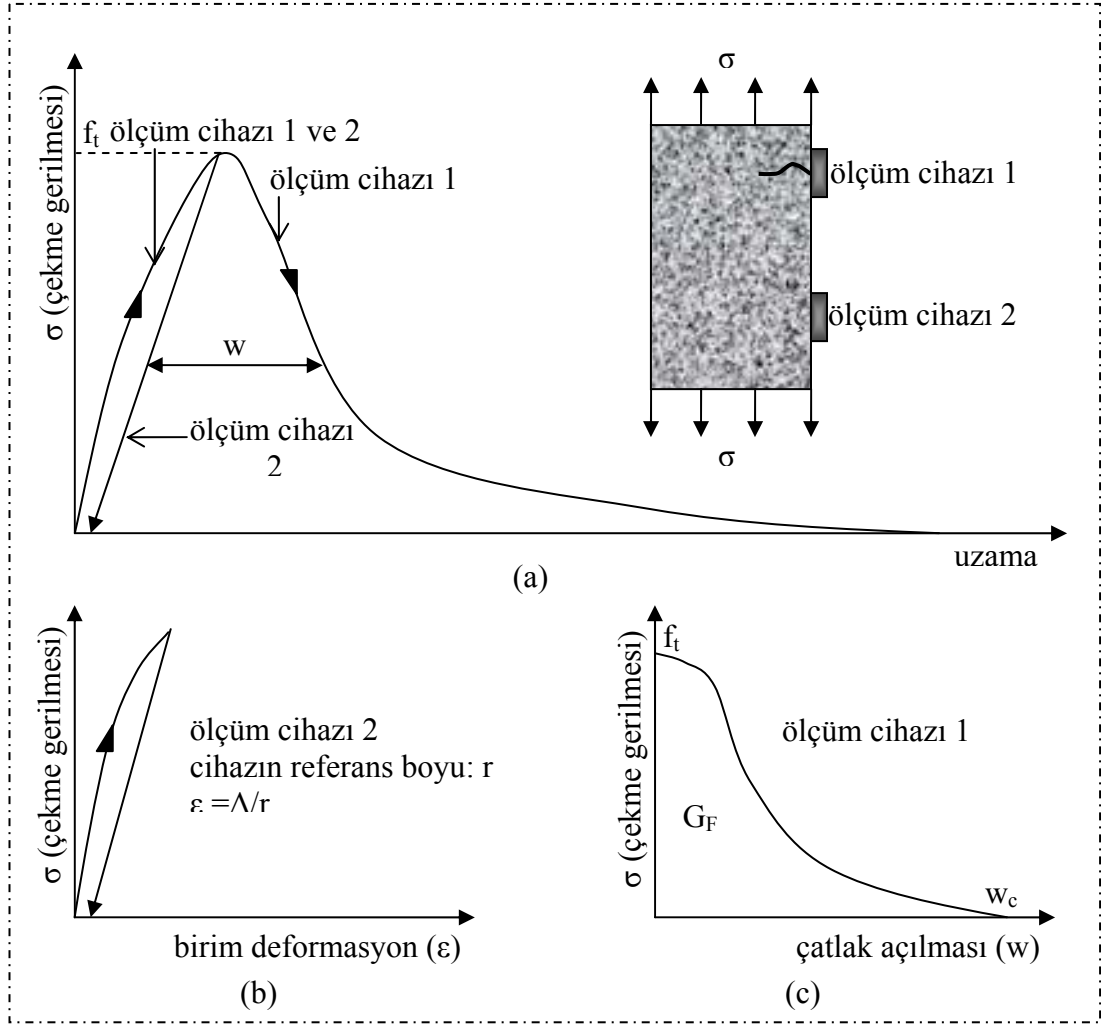 σ
f_t ölçüm cihazı 1 ve 2
ölçüm cihazı 1
ölçüm cihazı 1
σ (çekme gerilmesi)
w
ölçüm cihazı 2
ölçüm cihazı
2
σ
uzama
(a)
σ (çekme gerilmesi)
ölçüm cihazı 2
cihazın referans boyu: r
ε =Δ/r
birim deformasyon (ε)
(b)
σ (çekme gerilmesi)
f_t
ölçüm cihazı 1
G_F
w_c
çatlak açılması (w)
(c)